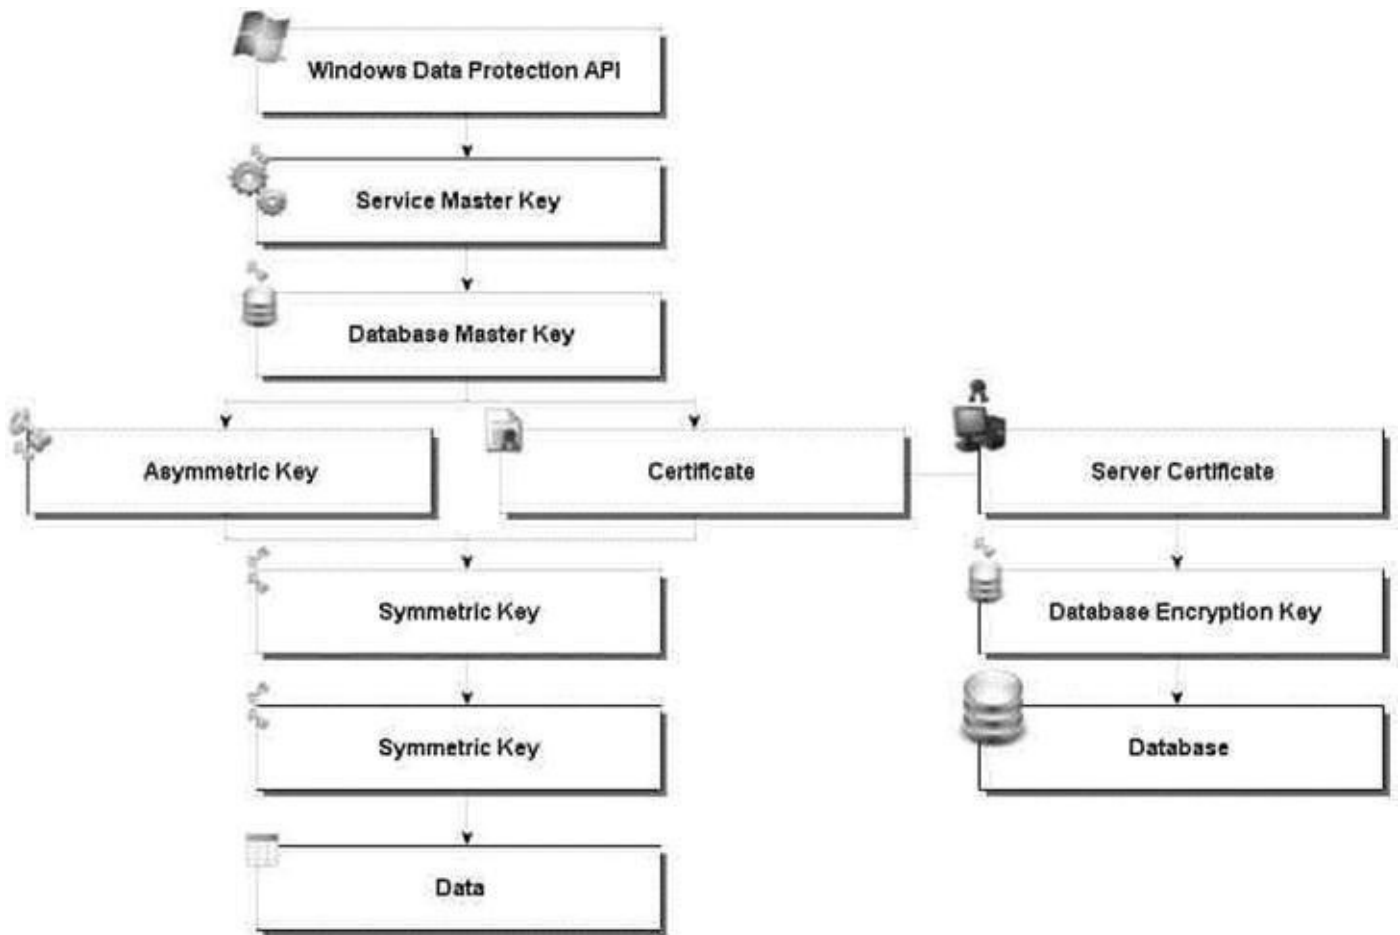 Windows Data Protection API
Service Master Key
Database Master Key
Asymmetric Key
Certificate
Server Certificate
Symmetric Key
Database Encryption Key
Symmetric Key
Database
Data